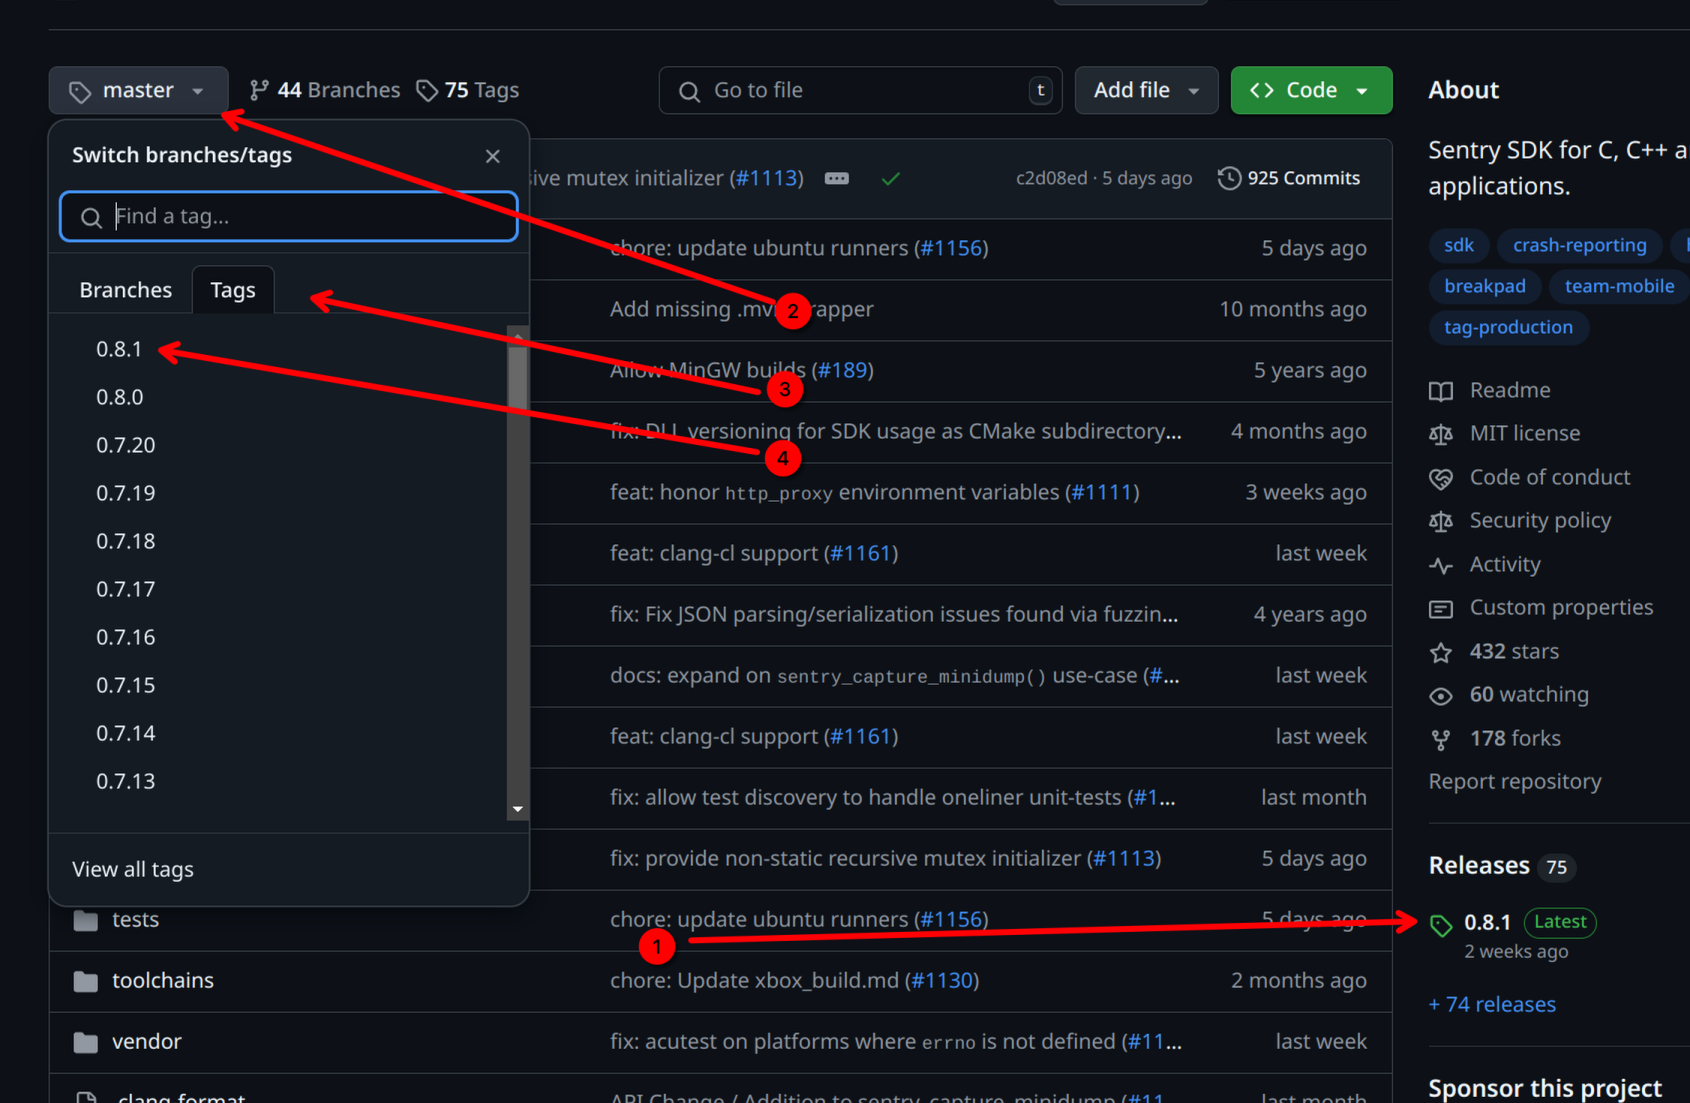 master
44 Branches
75 Tags
Go to file
t
Add file
Code
Switch branches/tags
Find a tag...
Branches
Tags
0.8.1
0.8.0
0.7.20
0.7.19
0.7.18
0.7.17
0.7.16
0.7.15
0.7.14
0.7.13
View all tags
ive mutex initializer (#1113)
c2d08ed · 5 days ago
925 Commits
chore: update ubuntu runners (#1156)
5 days ago
Add missing .mv rapper
10 months ago
2
Allow MinGW builds (#189)
5 years ago
3
fix: DLL versioning for SDK usage as CMake subdirectory...
4 months ago
4
feat: honor http_proxy environment variables (#1111)
3 weeks ago
feat: clang-cl support (#1161)
last week
fix: Fix JSON parsing/serialization issues found via fuzzin...
4 years ago
docs: expand on sentry_capture_minidump() use-case (#...
last week
feat: clang-cl support (#1161)
last week
fix: allow test discovery to handle oneliner unit-tests (#1...
last month
fix: provide non-static recursive mutex initializer (#1113)
5 days ago
tests
chore: update ubuntu runners (#1156)
5 days ago
1
toolchains
chore: Update xbox_build.md (#1130)
2 months ago
vendor
fix: acutest on platforms where errno is not defined (#11...
last week
.clang-format
API Change / Addition to sentry_capture_minidump (#11...
last month
About
Sentry SDK for C, C++ a
applications.
sdk
crash-reporting
breakpad
team-mobile
tag-production
Readme
MIT license
Code of conduct
Security policy
Activity
Custom properties
432 stars
60 watching
178 forks
Report repository
Releases 75
0.8.1 Latest
2 weeks ago
+ 74 releases
Sponsor this project